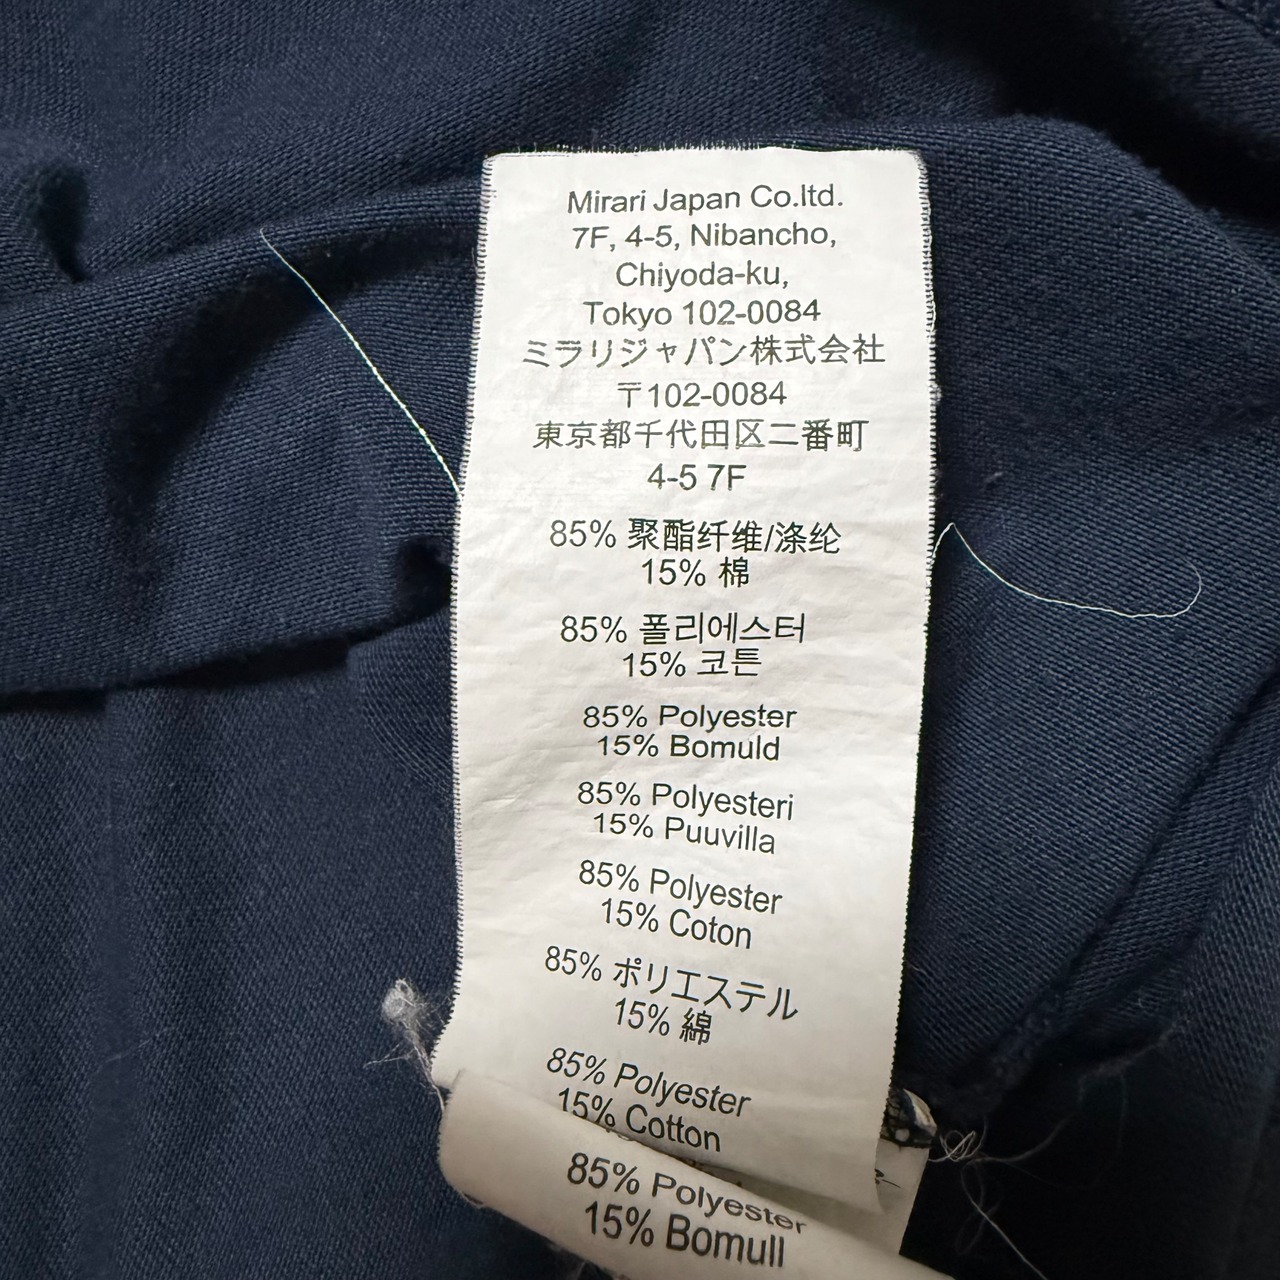 Mirari Japan Co.ltd.
7F, 4-5, Nibancho,
Chiyoda-ku,
Tokyo 102-0084
ミラリジャパン株式会社
〒102-0084
東京都千代田区二番町
4-5 7F
85% 聚酯纤维/涤纶
15% 棉
85% 폴리에스터
15% 코튼
85% Polyester
15% Bomuld
85% Polyesteri
15% Puuvilla
85% Polyester
15% Coton
85% ポリエステル
15% 綿
85% Polyester
15% Cotton
85% Polyester
15% Bomull